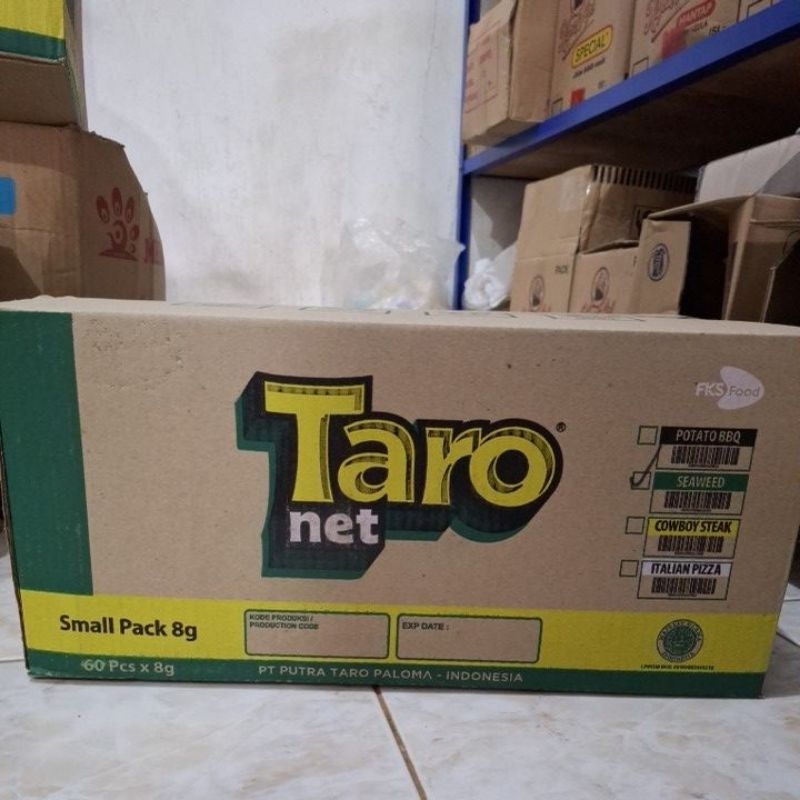 SPECIAL
MANTAP
Taro®
net
FKS Food
POTATO BBQ
SEAWEED
COWBOY STEAK
ITALIAN PIZZA
Small Pack 8g
KODE PRODUKSI /
PRODUCTION CODE
EXP DATE :
60 Pcs x 8g
PT PUTRA TARO PALOMA - INDONESIA